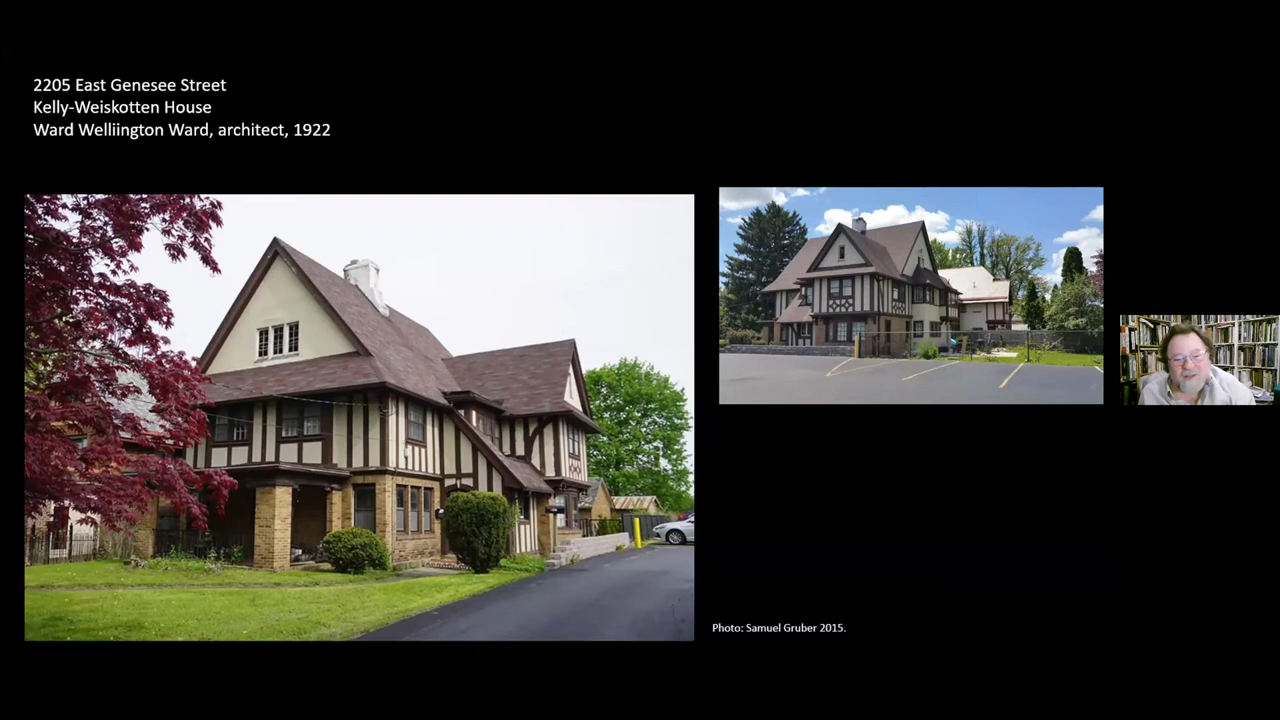 2205 East Genesee Street
Kelly-Weiskotten House
Ward Welliington Ward, architect, 1922
Photo: Samuel Gruber 2015.